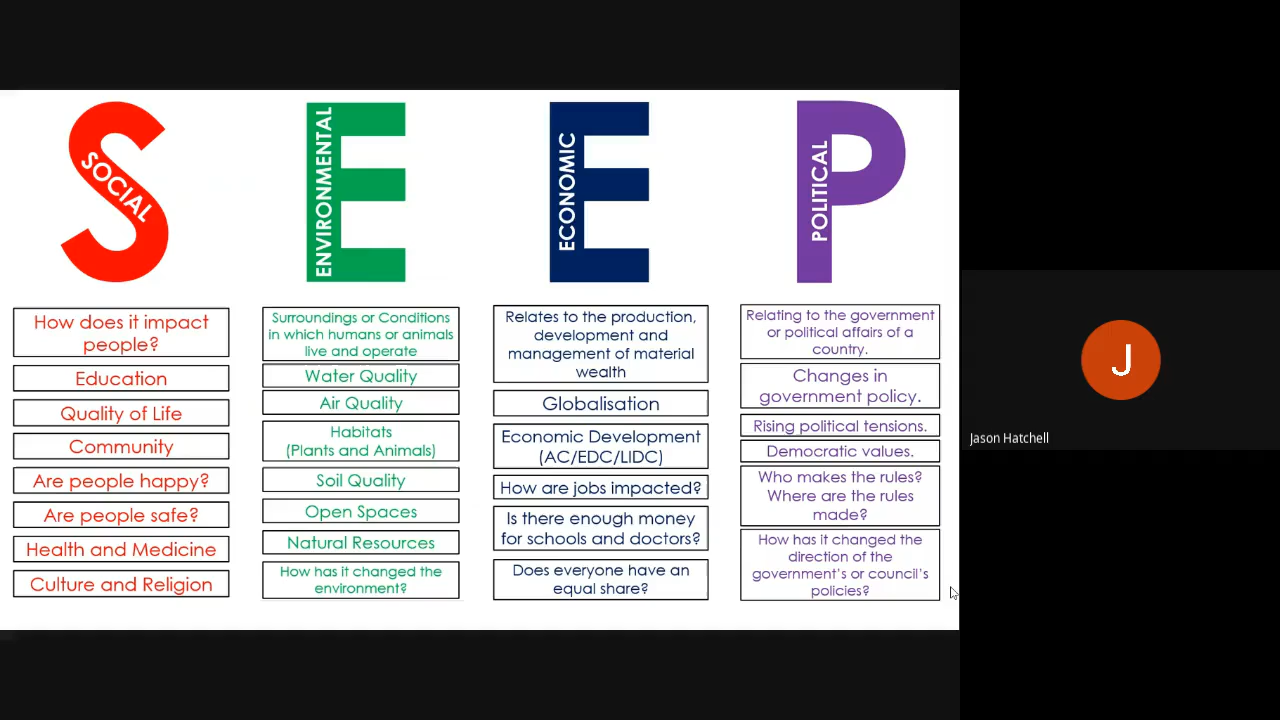 SOCIAL
ENVIRONMENTAL
ECONOMIC
POLITICAL
How does it impact
people?
Education
Quality of Life
Community
Are people happy?
Are people safe?
Health and Medicine
Culture and Religion
Surroundings or Conditions
in which humans or animals
live and operate
Water Quality
Air Quality
Habitats
(Plants and Animals)
Soil Quality
Open Spaces
Natural Resources
How has it changed the
environment?
Relates to the production,
development and
management of material
wealth
Globalisation
Economic Development
(AC/EDC/LIDC)
How are jobs impacted?
Is there enough money
for schools and doctors?
Does everyone have an
equal share?
Relating to the government
or political affairs of a
country.
Changes in
government policy.
Rising political tensions.
Democratic values.
Who makes the rules?
Where are the rules
made?
How has it changed the
direction of the
government's or council's
policies?
J
Jason Hatchell